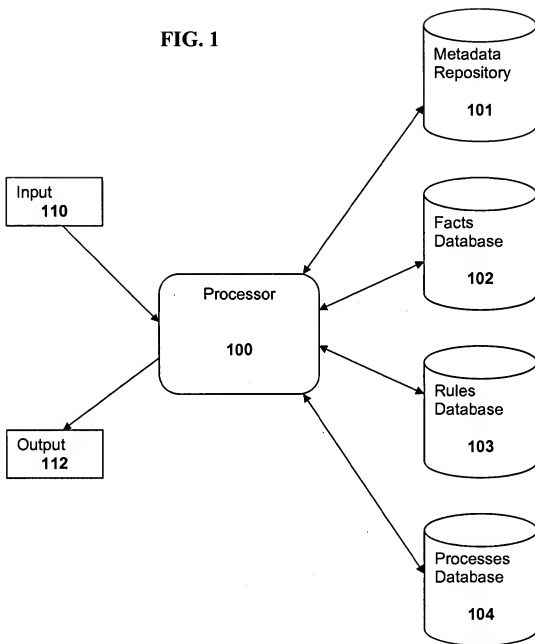 FIG. 1
Metadata
Repository
101
Input
110
Facts
Database
102
Processor
100
Rules
Database
103
Output
112
Processes
Database
104